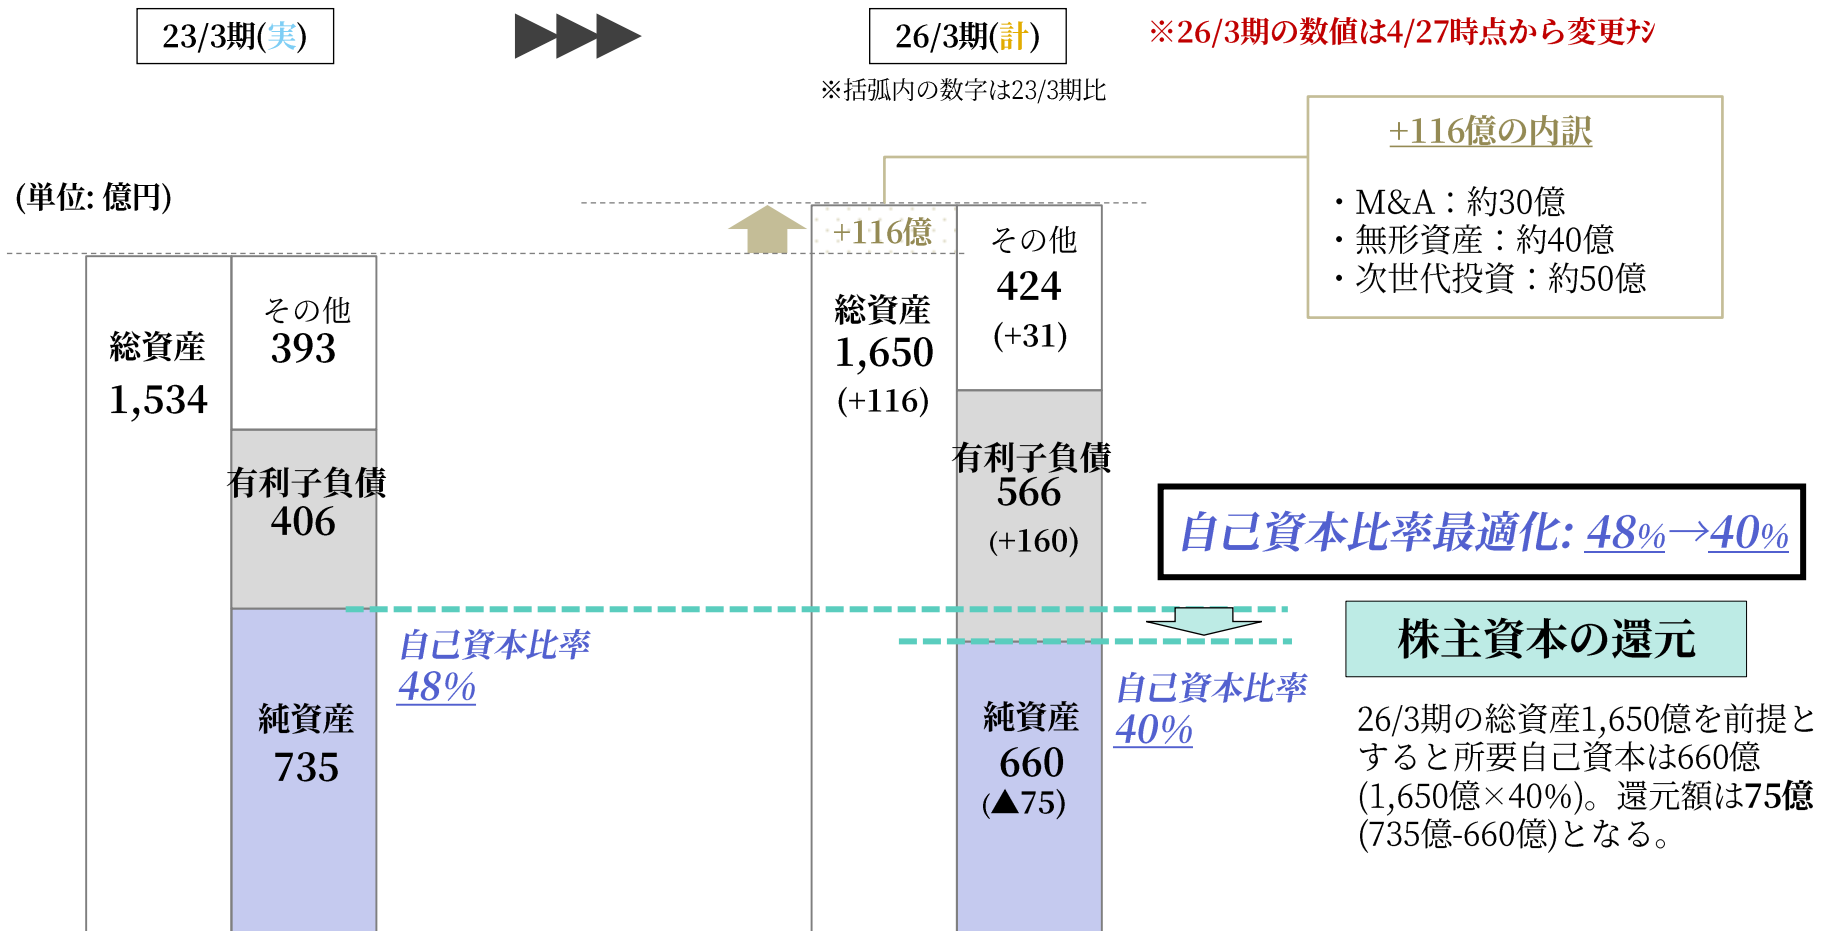 23/3期(実)
26/3期(計)
※26/3期の数値は4/27時点から変更ﾅｼ
※括弧内の数字は23/3期比
+116億の内訳
・M&A：約30億
・無形資産：約40億
・次世代投資：約50億
(単位: 億円)
+116億
その他
393
総資産
1,534
有利子負債
406
自己資本比率
48%
純資産
735
総資産
1,650
(+116)
その他
424
(+31)
有利子負債
566
(+160)
自己資本比率
40%
純資産
660
(▲75)
自己資本比率最適化: 48%→40%
株主資本の還元
26/3期の総資産1,650億を前提と
すると所要自己資本は660億
(1,650億×40%)。還元額は75億
(735億-660億)となる。